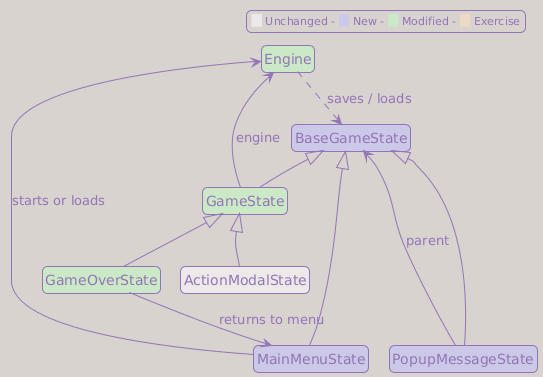 Unchanged - New - Modified - Exercise
Engine
saves / loads
BaseGameState
engine
GameState
starts or loads
parent
GameOverState
ActionModalState
returns to menu
MainMenuState
PopupMessageState